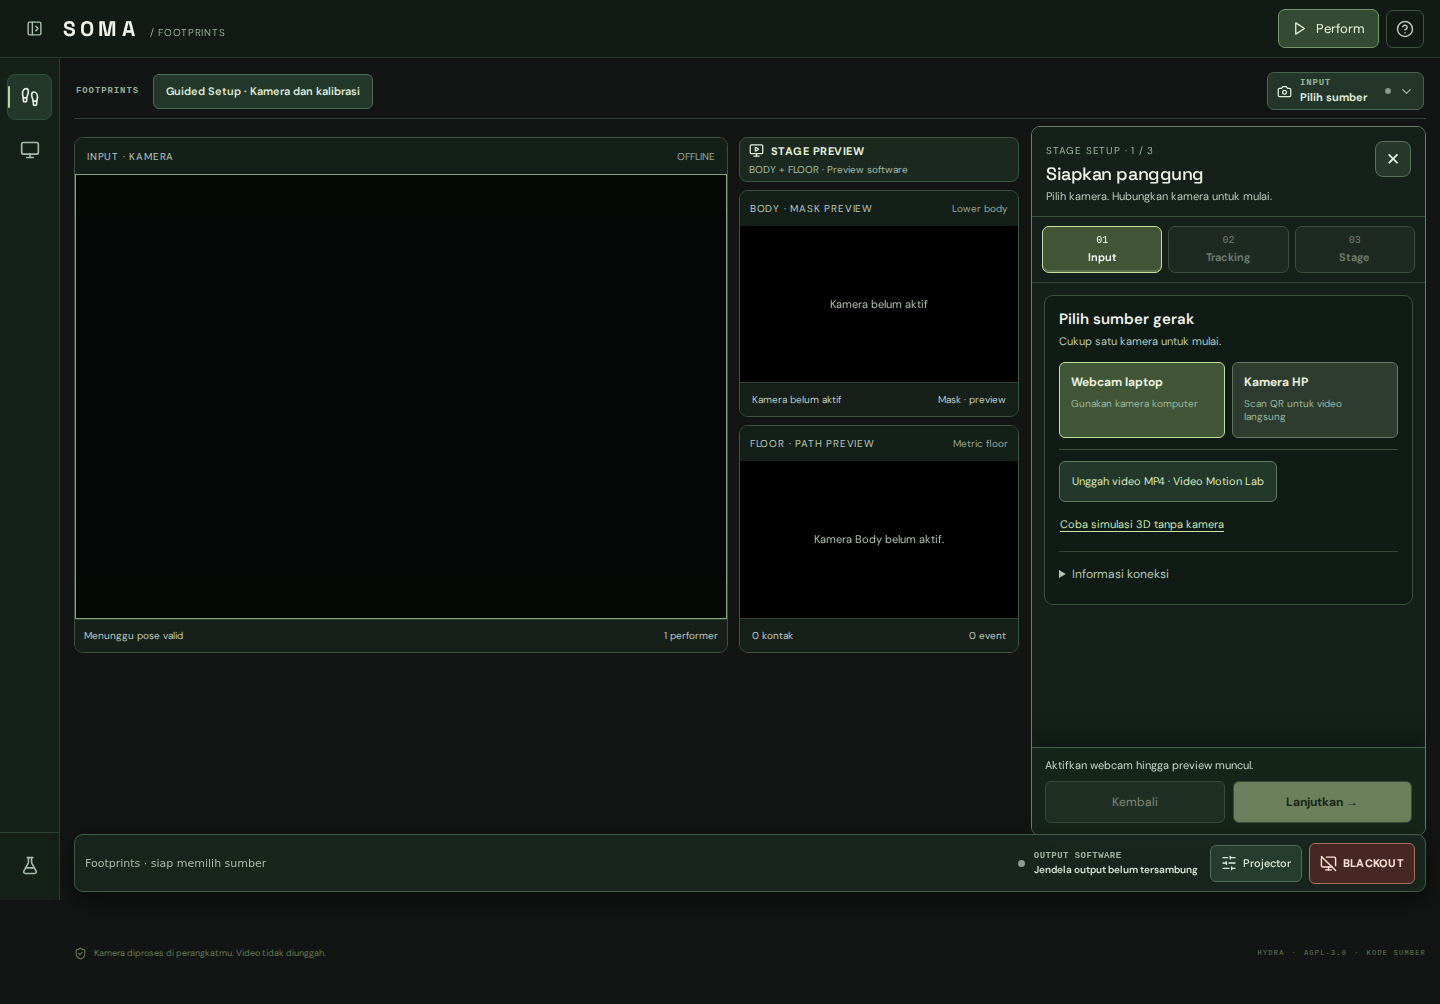 SOMA / FOOTPRINTS
Perform
FOOTPRINTS
Guided Setup · Kamera dan kalibrasi
INPUT
Pilih sumber
INPUT · KAMERA
OFFLINE
Menunggu pose valid
1 performer
STAGE PREVIEW
BODY + FLOOR · Preview software
BODY · MASK PREVIEW
Lower body
Kamera belum aktif
Kamera belum aktif
Mask · preview
FLOOR · PATH PREVIEW
Metric floor
Kamera Body belum aktif.
0 kontak
0 event
STAGE SETUP · 1 / 3
Siapkan panggung
Pilih kamera. Hubungkan kamera untuk mulai.
01
Input
02
Tracking
03
Stage
Pilih sumber gerak
Cukup satu kamera untuk mulai.
Webcam laptop
Gunakan kamera komputer
Kamera HP
Scan QR untuk video
langsung
Unggah video MP4 · Video Motion Lab
Coba simulasi 3D tanpa kamera
Informasi koneksi
Aktifkan webcam hingga preview muncul.
Kembali
Lanjutkan →
Footprints · siap memilih sumber
OUTPUT SOFTWARE
Jendela output belum tersambung
Projector
BLACKOUT
Kamera diproses di perangkatmu. Video tidak diunggah.
HYDRA · AGPL-3.0 · KODE SUMBER